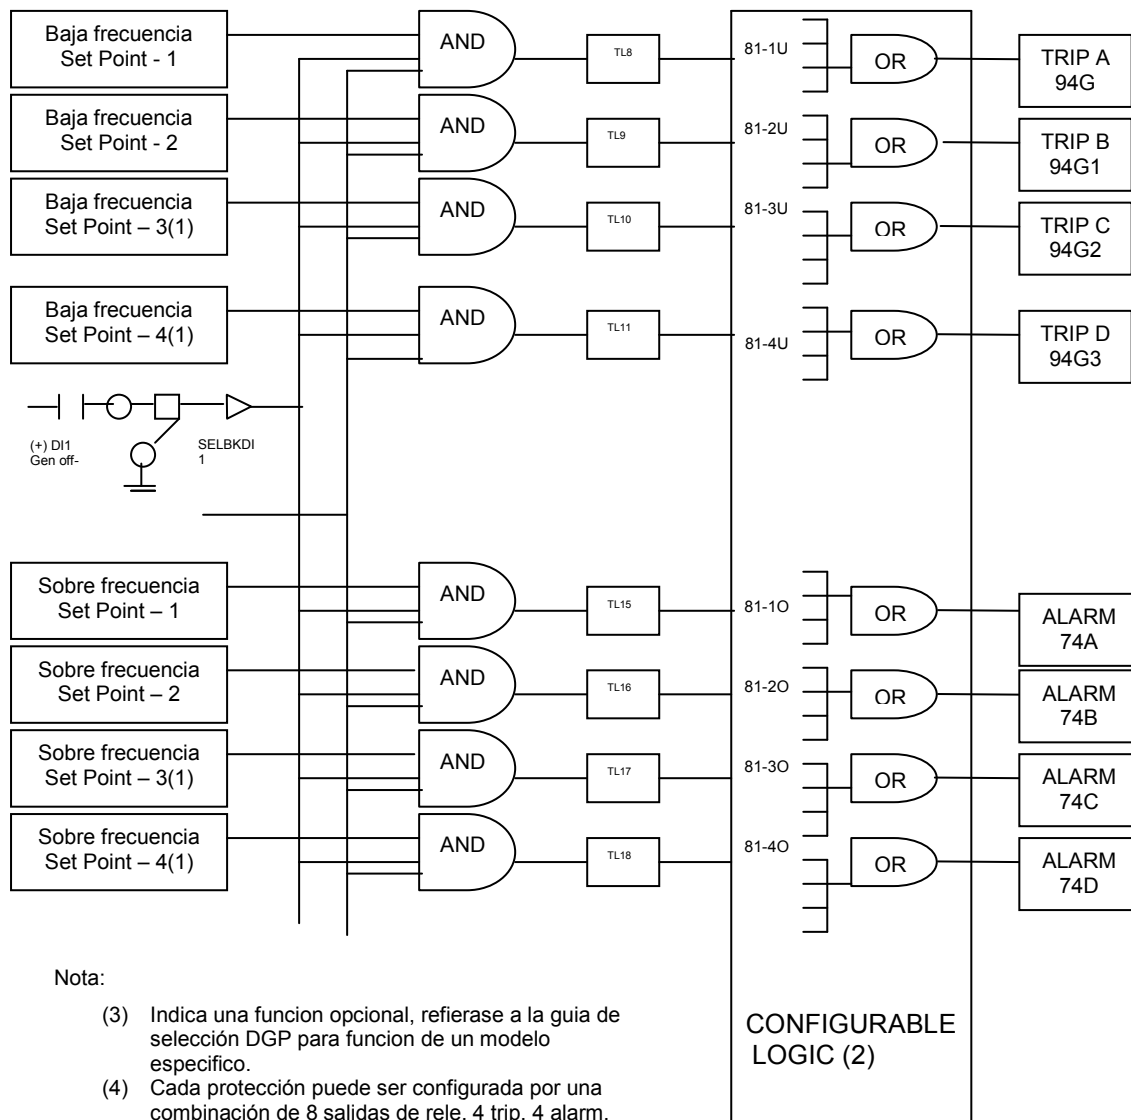 Baja frecuencia
Set Point - 1
AND
TL8
81-1U
OR
TRIP A
94G
Baja frecuencia
Set Point - 2
AND
TL9
81-2U
OR
TRIP B
94G1
Baja frecuencia
Set Point – 3(1)
AND
TL10
81-3U
OR
TRIP C
94G2
Baja frecuencia
Set Point – 4(1)
AND
TL11
81-4U
OR
TRIP D
94G3
(+) DI1
Gen off-
SELBKDI
1
Sobre frecuencia
Set Point – 1
AND
TL15
81-1O
OR
ALARM
74A
Sobre frecuencia
Set Point – 2
AND
TL16
81-2O
OR
ALARM
74B
Sobre frecuencia
Set Point – 3(1)
AND
TL17
81-3O
OR
ALARM
74C
Sobre frecuencia
Set Point – 4(1)
AND
TL18
81-4O
OR
ALARM
74D
Nota:
(3) Indica una funcion opcional, refierase a la guia de
selección DGP para funcion de un modelo
especifico.
(4) Cada protección puede ser configurada por una
combinación de 8 salidas de rele, 4 trip, 4 alarm.
CONFIGURABLE
LOGIC (2)